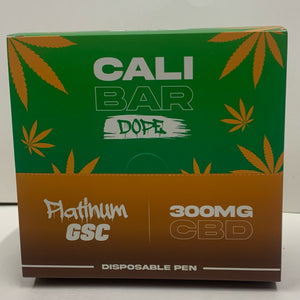 CALI
BAR
DOPE
Platinum
GSC
300MG
CBD
DISPOSABLE PEN